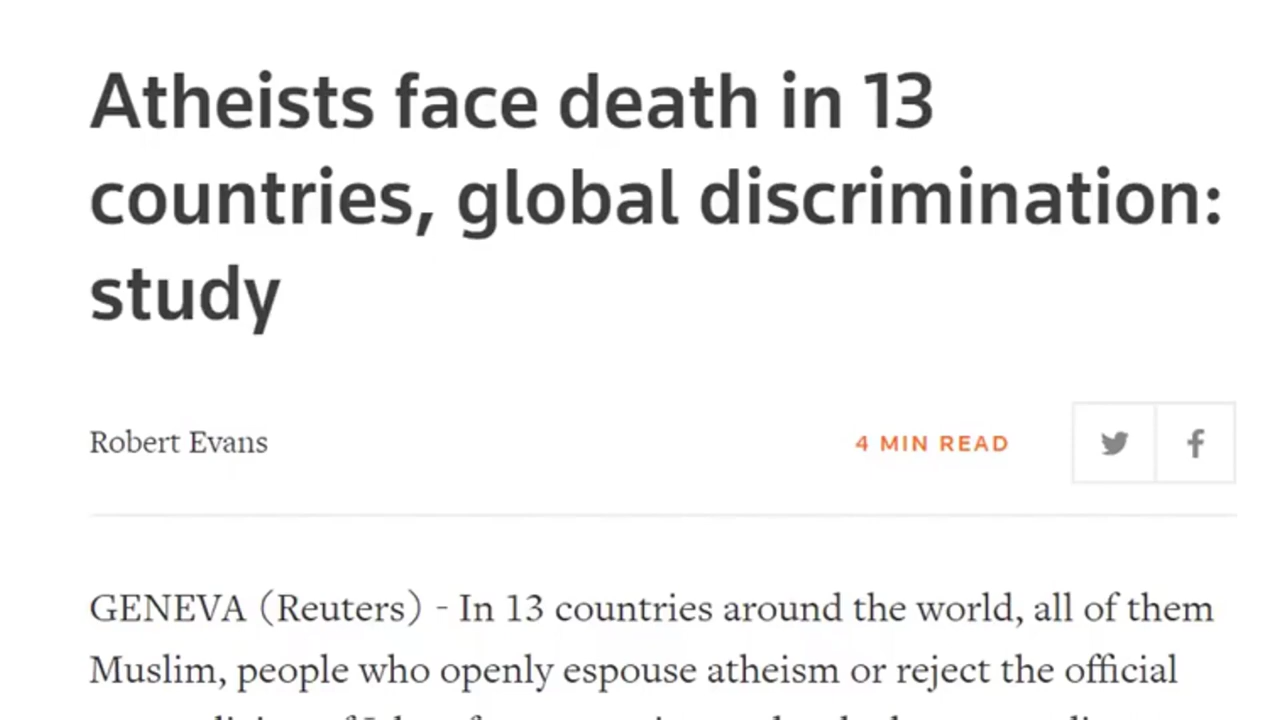 Atheists face death in 13
countries, global discrimination:
study
Robert Evans
4 MIN READ
GENEVA (Reuters) - In 13 countries around the world, all of them
Muslim, people who openly espouse atheism or reject the official